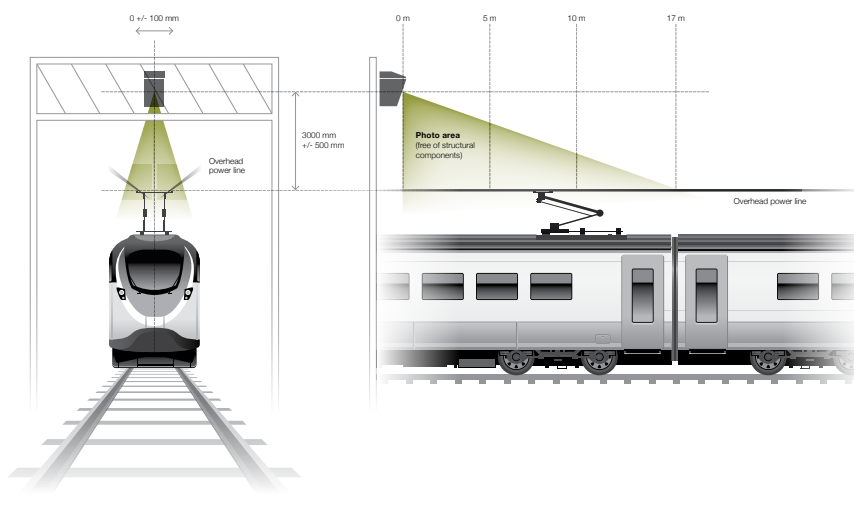 0 +/- 100 mm
0 m
5 m
10 m
17 m
3000 mm
+/- 500 mm
Photo area
(free of structural
components)
Overhead
power line
Overhead power line